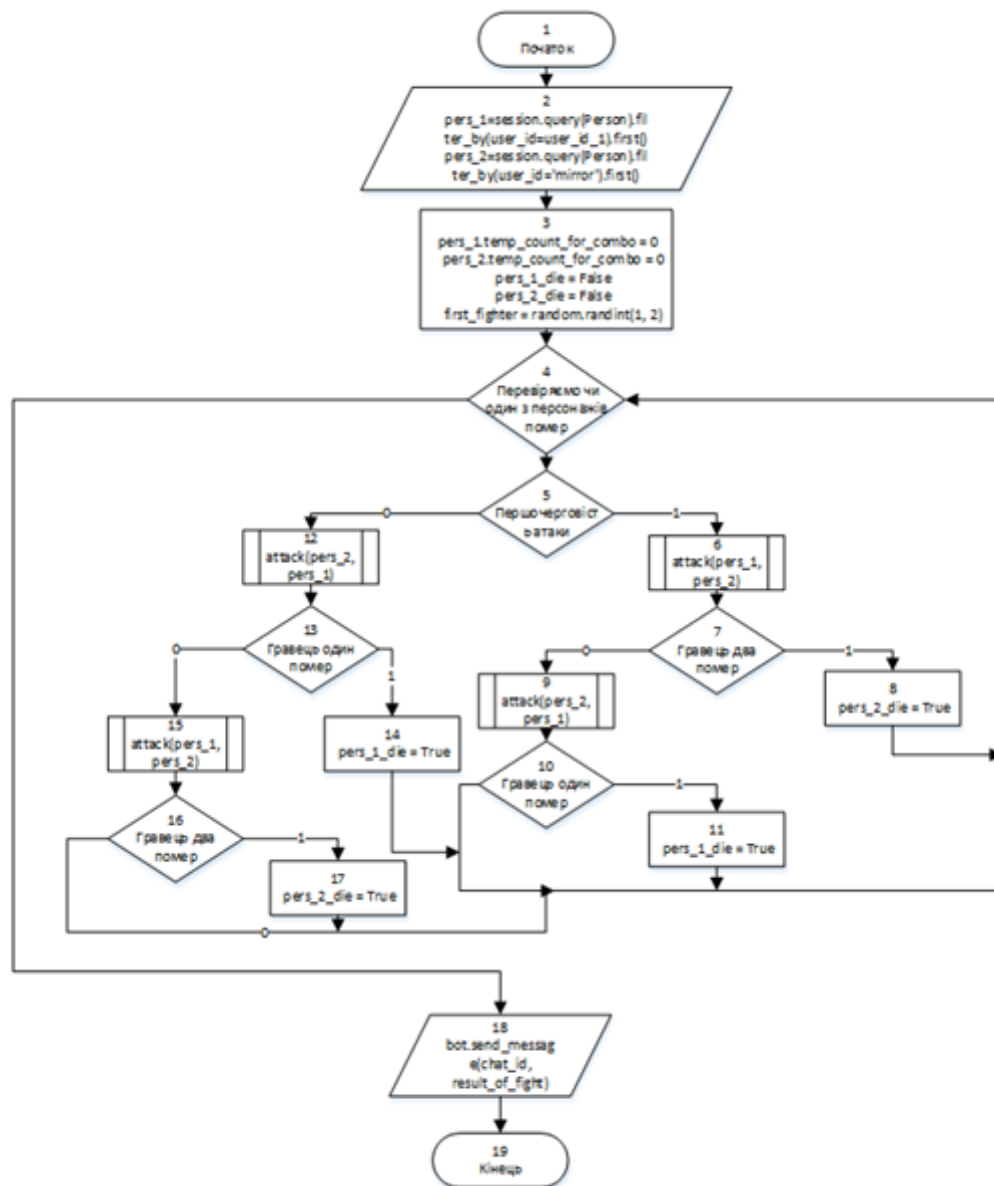 1
Початок
2
pers_1=session.query(Person).fil
ter_by(user_id=user_id_1).first()
pers_2=session.query(Person).fil
ter_by(user_id='mirror').first()
3
pers_1.temp_count_for_combo = 0
pers_2.temp_count_for_combo = 0
pers_1_die = False
pers_2_die = False
first_fighter = random.randint(1, 2)
4
Перевіряємо чи
один з персонажів
помер
5
Першочерговіст
ь атаки
0
1
12
attack(pers_2,
pers_1)
6
attack(pers_1,
pers_2)
13
Гравець один
помер
0
1
7
Гравець два
помер
0
1
8
pers_2_die = True
9
attack(pers_2,
pers_1)
15
attack(pers_1,
pers_2)
14
pers_1_die = True
10
Гравець один
помер
1
11
pers_1_die = True
16
Гравець два
помер
1
17
pers_2_die = True
0
18
bot.send_messag
e(chat_id,
result_of_fight)
19
Кінець